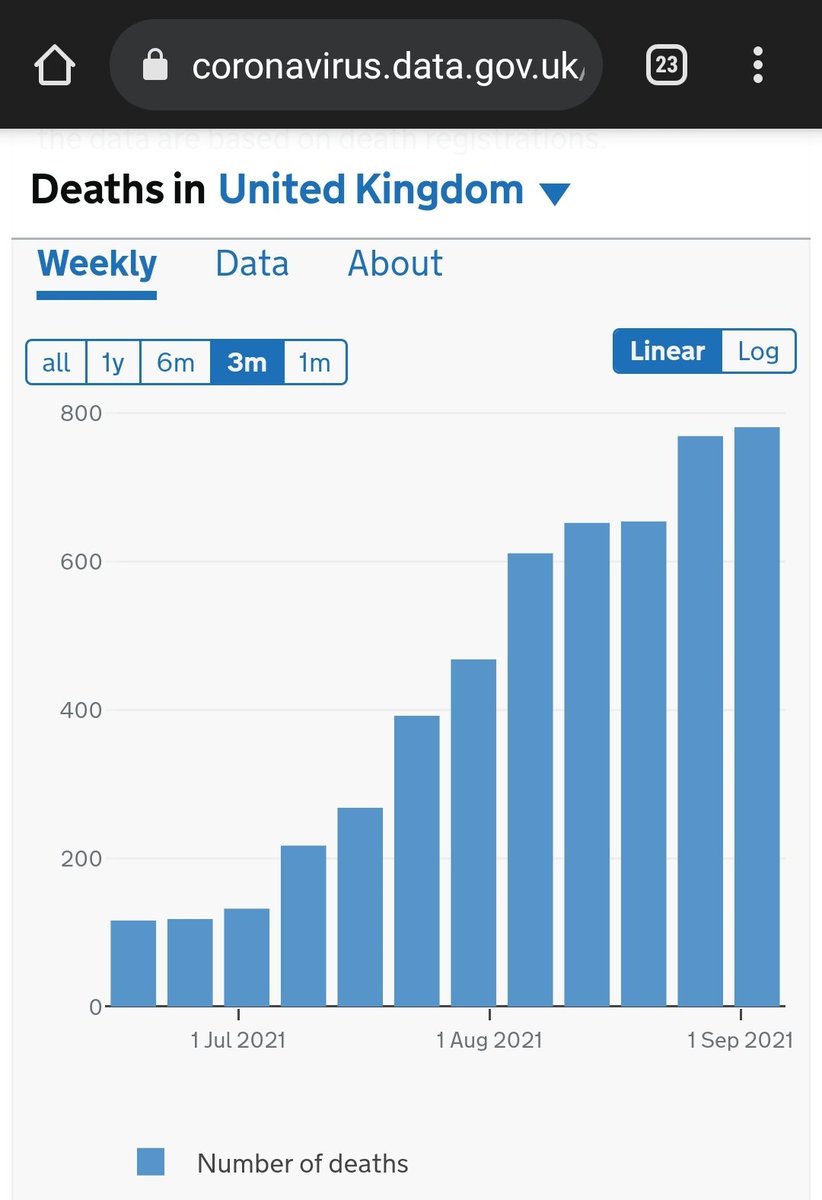 coronavirus.data.gov.uk/
23
the data are based on death registrations.
Deaths in United Kingdom
Weekly Data About
all 1y 6m 3m 1m
Linear Log
800
600
400
200
0
1 Jul 2021 1 Aug 2021 1 Sep 2021
Number of deaths